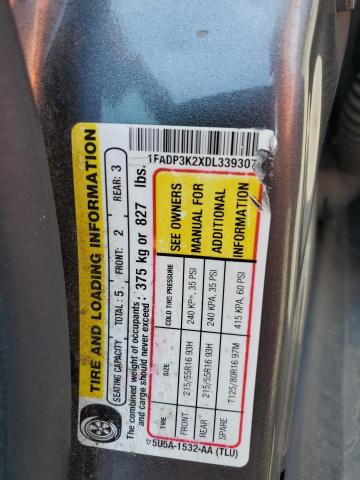 TIRE AND LOADING INFORMATION
SEATING CAPACITY TOTAL: 5 FRONT: 2 REAR: 3
The combined weight of occupants
and cargo should never exceed: 375 kg or 827 lbs.
TIRE COLD TIRE PRESSURE SEE OWNERS
FRONT 215/55R16 93H 240 KPA, 35 PSI MANUAL FOR
REAR 215/55R16 93H 240 KPA, 35 PSI ADDITIONAL
SPARE T125/80R16 97M 415 KPA, 60 PSI INFORMATION
5U5A-1532-AA (TLU)
1FADP3K2XDL339307